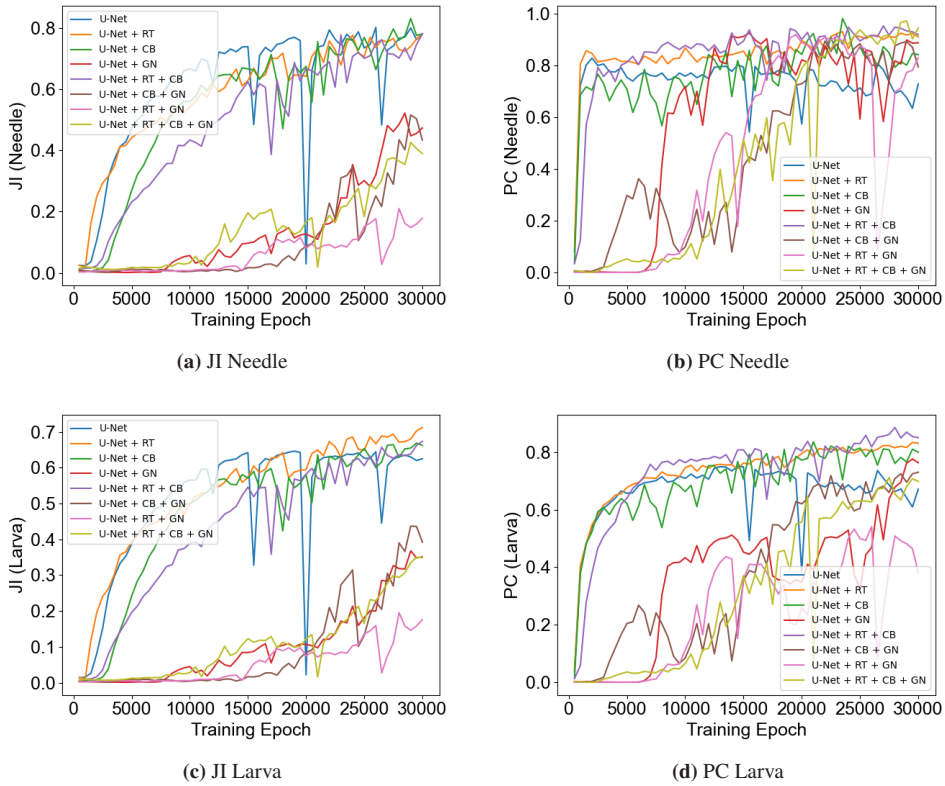 0.8
0.6
0.4
0.2
0.0
JI (Needle)
U-Net
U-Net + RT
U-Net + CB
U-Net + GN
U-Net + RT + CB
U-Net + CB + GN
U-Net + RT + GN
U-Net + RT + CB + GN
0 5000 10000 15000 20000 25000 30000
Training Epoch
(a) JI Needle
1.0
0.8
0.6
0.4
0.2
0.0
PC (Needle)
U-Net
U-Net + RT
U-Net + CB
U-Net + GN
U-Net + RT + CB
U-Net + CB + GN
U-Net + RT + GN
U-Net + RT + CB + GN
0 5000 10000 15000 20000 25000 30000
Training Epoch
(b) PC Needle
0.7
0.6
0.5
0.4
0.3
0.2
0.1
0.0
JI (Larva)
U-Net
U-Net + RT
U-Net + CB
U-Net + GN
U-Net + RT + CB
U-Net + CB + GN
U-Net + RT + GN
U-Net + RT + CB + GN
0 5000 10000 15000 20000 25000 30000
Training Epoch
(c) JI Larva
0.8
0.6
0.4
0.2
0.0
PC (Larva)
U-Net
U-Net + RT
U-Net + CB
U-Net + GN
U-Net + RT + CB
U-Net + CB + GN
U-Net + RT + GN
U-Net + RT + CB + GN
0 5000 10000 15000 20000 25000 30000
Training Epoch
(d) PC Larva